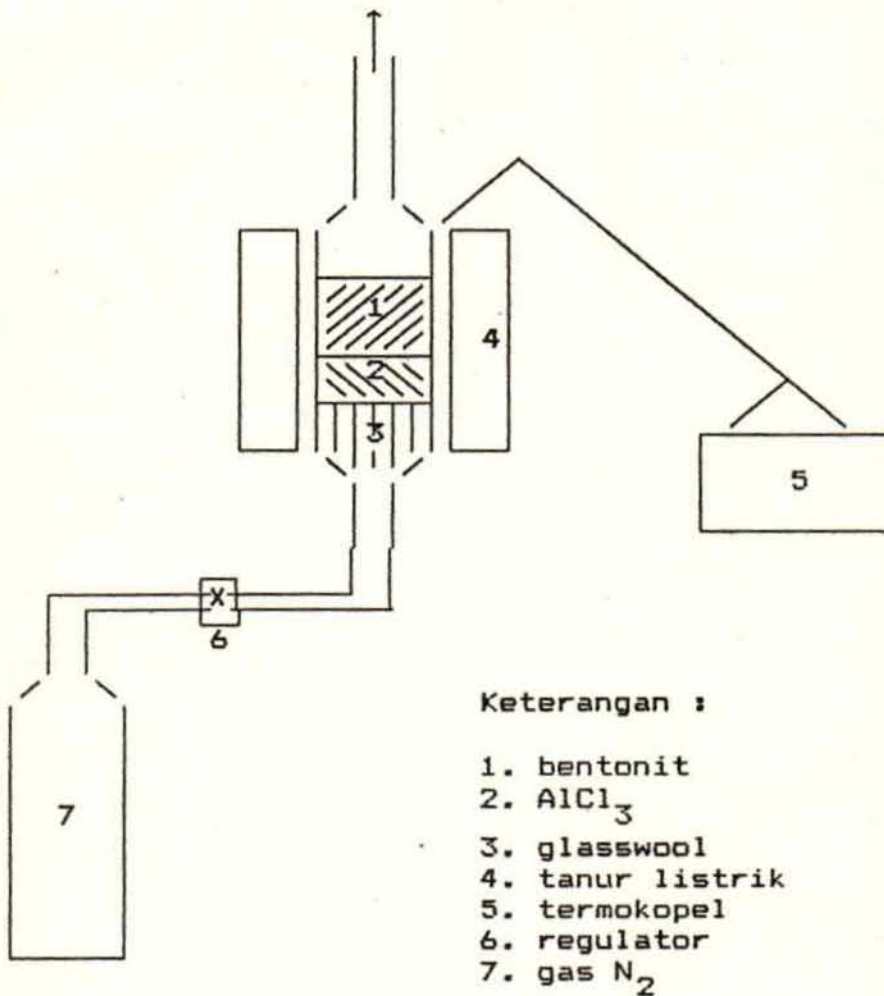 1
2
3
4
5
X
6
7
Keterangan :
1. bentonit
2. AlCl₃
3. glasswool
4. tanur listrik
5. termokopel
6. regulator
7. gas N₂